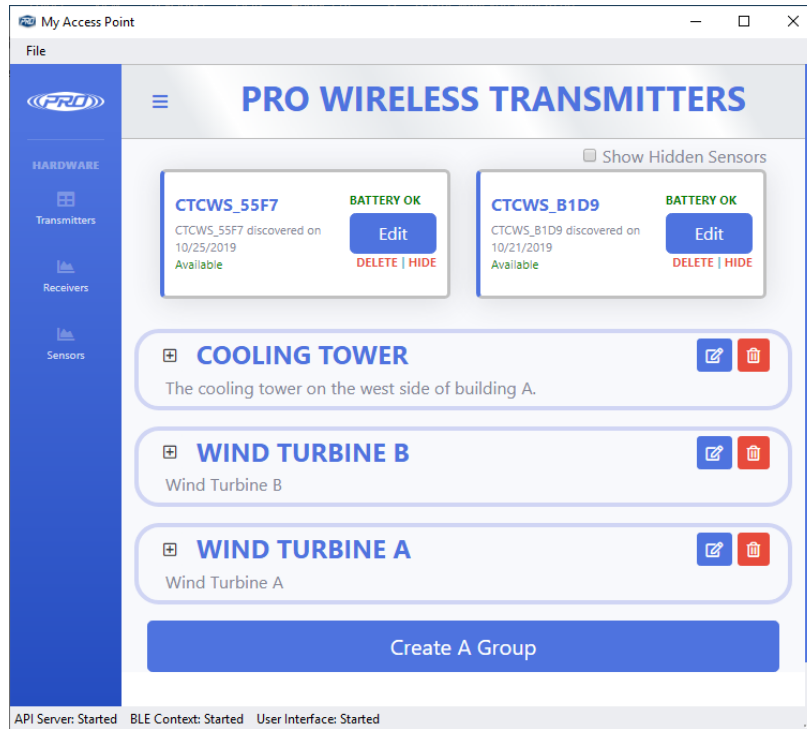 My Access Point
File
PRO
PRO WIRELESS TRANSMITTERS
HARDWARE
Transmitters
Receivers
Sensors
Show Hidden Sensors
CTCWS_55F7
CTCWS_55F7 discovered on
10/25/2019
Available
BATTERY OK
Edit
DELETE | HIDE
CTCWS_B1D9
CTCWS_B1D9 discovered on
10/21/2019
Available
BATTERY OK
Edit
DELETE | HIDE
COOLING TOWER
The cooling tower on the west side of building A.
WIND TURBINE B
Wind Turbine B
WIND TURBINE A
Wind Turbine A
Create A Group
API Server: Started BLE Context: Started User Interface: Started